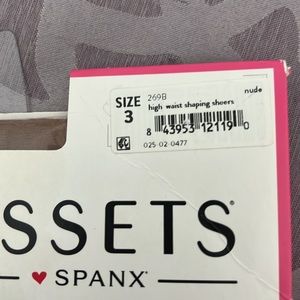 SIZE 269B nude
3 high waist shaping sheers
8 43953 12119 0
025-02-0477
SSETS
SPANX